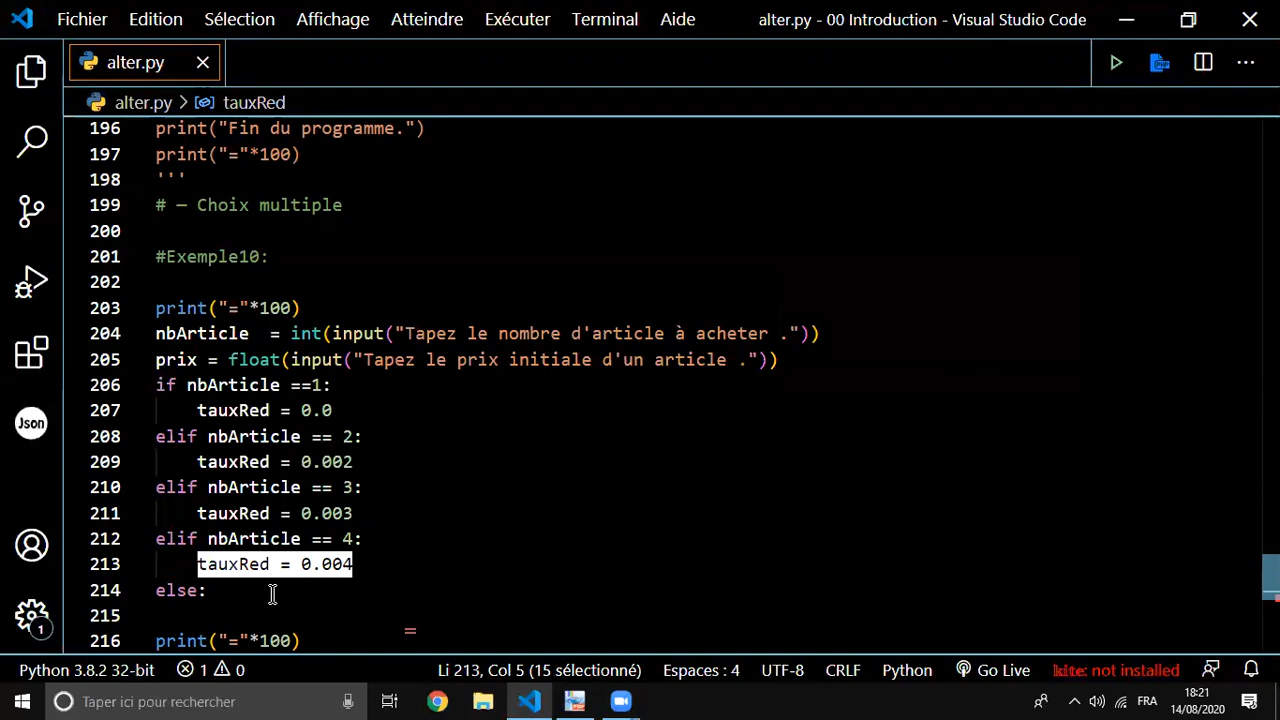 Fichier Edition Sélection Affichage Atteindre Exécuter Terminal Aide alter.py - 00 Introduction - Visual Studio Code
alter.py
alter.py > tauxRed
196 print("Fin du programme.")
197 print("="*100)
198 '''
199 # — Choix multiple
200
201 #Exemple10:
202
203 print("="*100)
204 nbArticle  = int(input("Tapez le nombre d'article à acheter ."))
205 prix = float(input("Tapez le prix initiale d'un article ."))
206 if nbArticle ==1:
207     tauxRed = 0.0
208 elif nbArticle == 2:
209     tauxRed = 0.002
210 elif nbArticle == 3:
211     tauxRed = 0.003
212 elif nbArticle == 4:
213     tauxRed = 0.004
214 else:
215
216 print("="*100)
Json
1
Python 3.8.2 32-bit 1 0 Li 213, Col 5 (15 sélectionné) Espaces : 4 UTF-8 CRLF Python Go Live kite: not installed
Taper ici pour rechercher FRA 18:21
14/08/2020